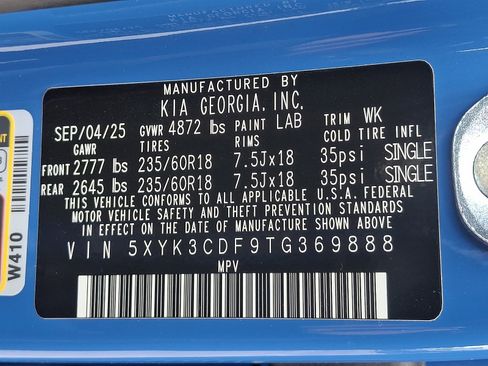 MANUFACTURED BY
KIA GEORGIA, INC.
SEP/04/25 GVWR 4872 lbs PAINT LAB TRIM WK
GAWR TIRES RIMS COLD TIRE INFL
FRONT 2777 lbs 235/60R18 7.5Jx18 35psi SINGLE
REAR 2645 lbs 235/60R18 7.5Jx18 35psi SINGLE
THIS VEHICLE CONFORMS TO ALL APPLICABLE U.S.A. FEDERAL
MOTOR VEHICLE SAFETY AND THEFT PREVENTION STANDARDS
IN EFFECT ON THE DATE OF MANUFACTURE SHOWN ABOVE
VIN 5XYK3CDF9TG369888
MPV
W410